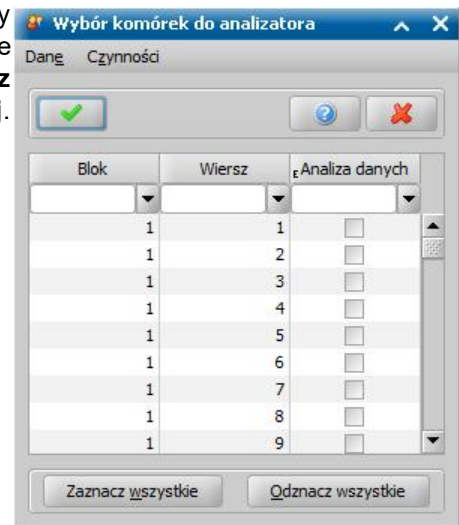 y
e
z
j.
Wybór komórek do analizatora
Dane Czynności
Blok Wiersz E Analiza danych
1 1
1 2
1 3
1 4
1 5
1 6
1 7
1 8
1 9
Zaznacz wszystkie Odznacz wszystkie